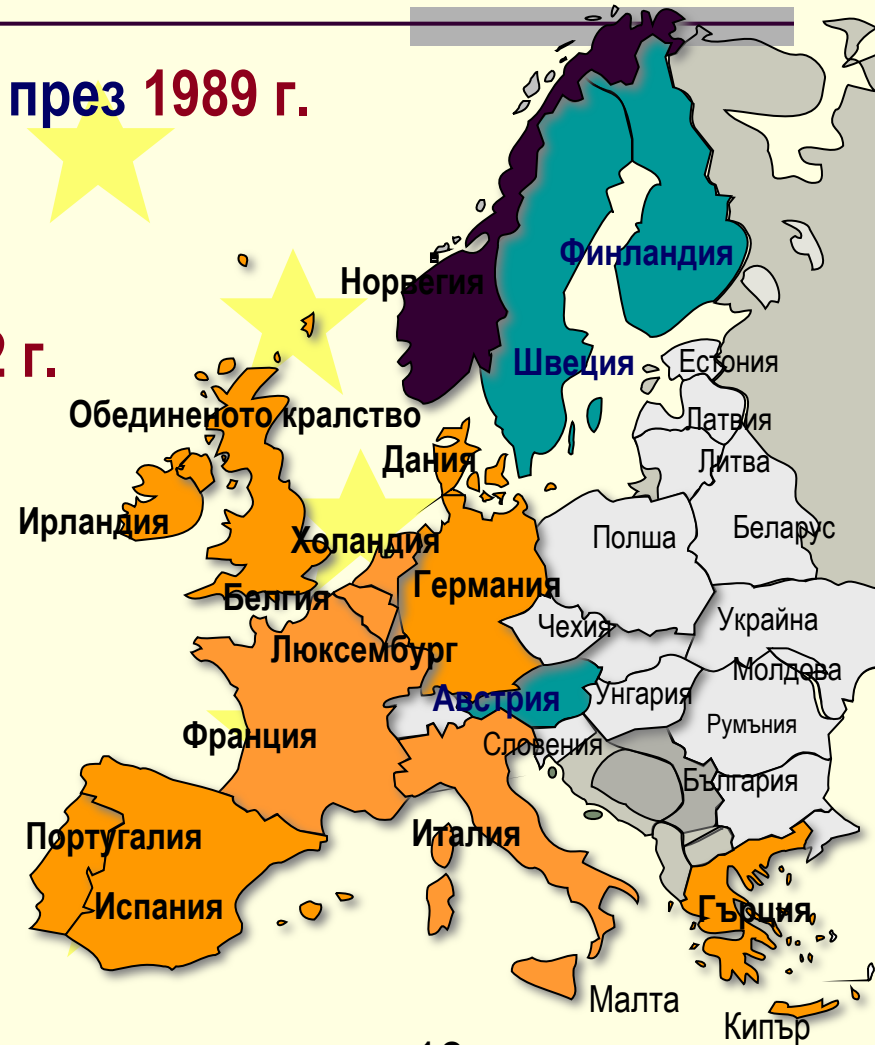 през 1989 г.
Финландия
Норвегия
2 г.
Швеция
Естония
Обединеното кралство
Латвия
Дания
Литва
Ирландия
Холандия
Полша
Беларус
Белгия
Германия
Чехия
Украйна
Люксембург
Молдова
Австрия
Унгария
Франция
Словения
Румъния
България
Португалия
Италия
Испания
Гърция
Малта
Кипър